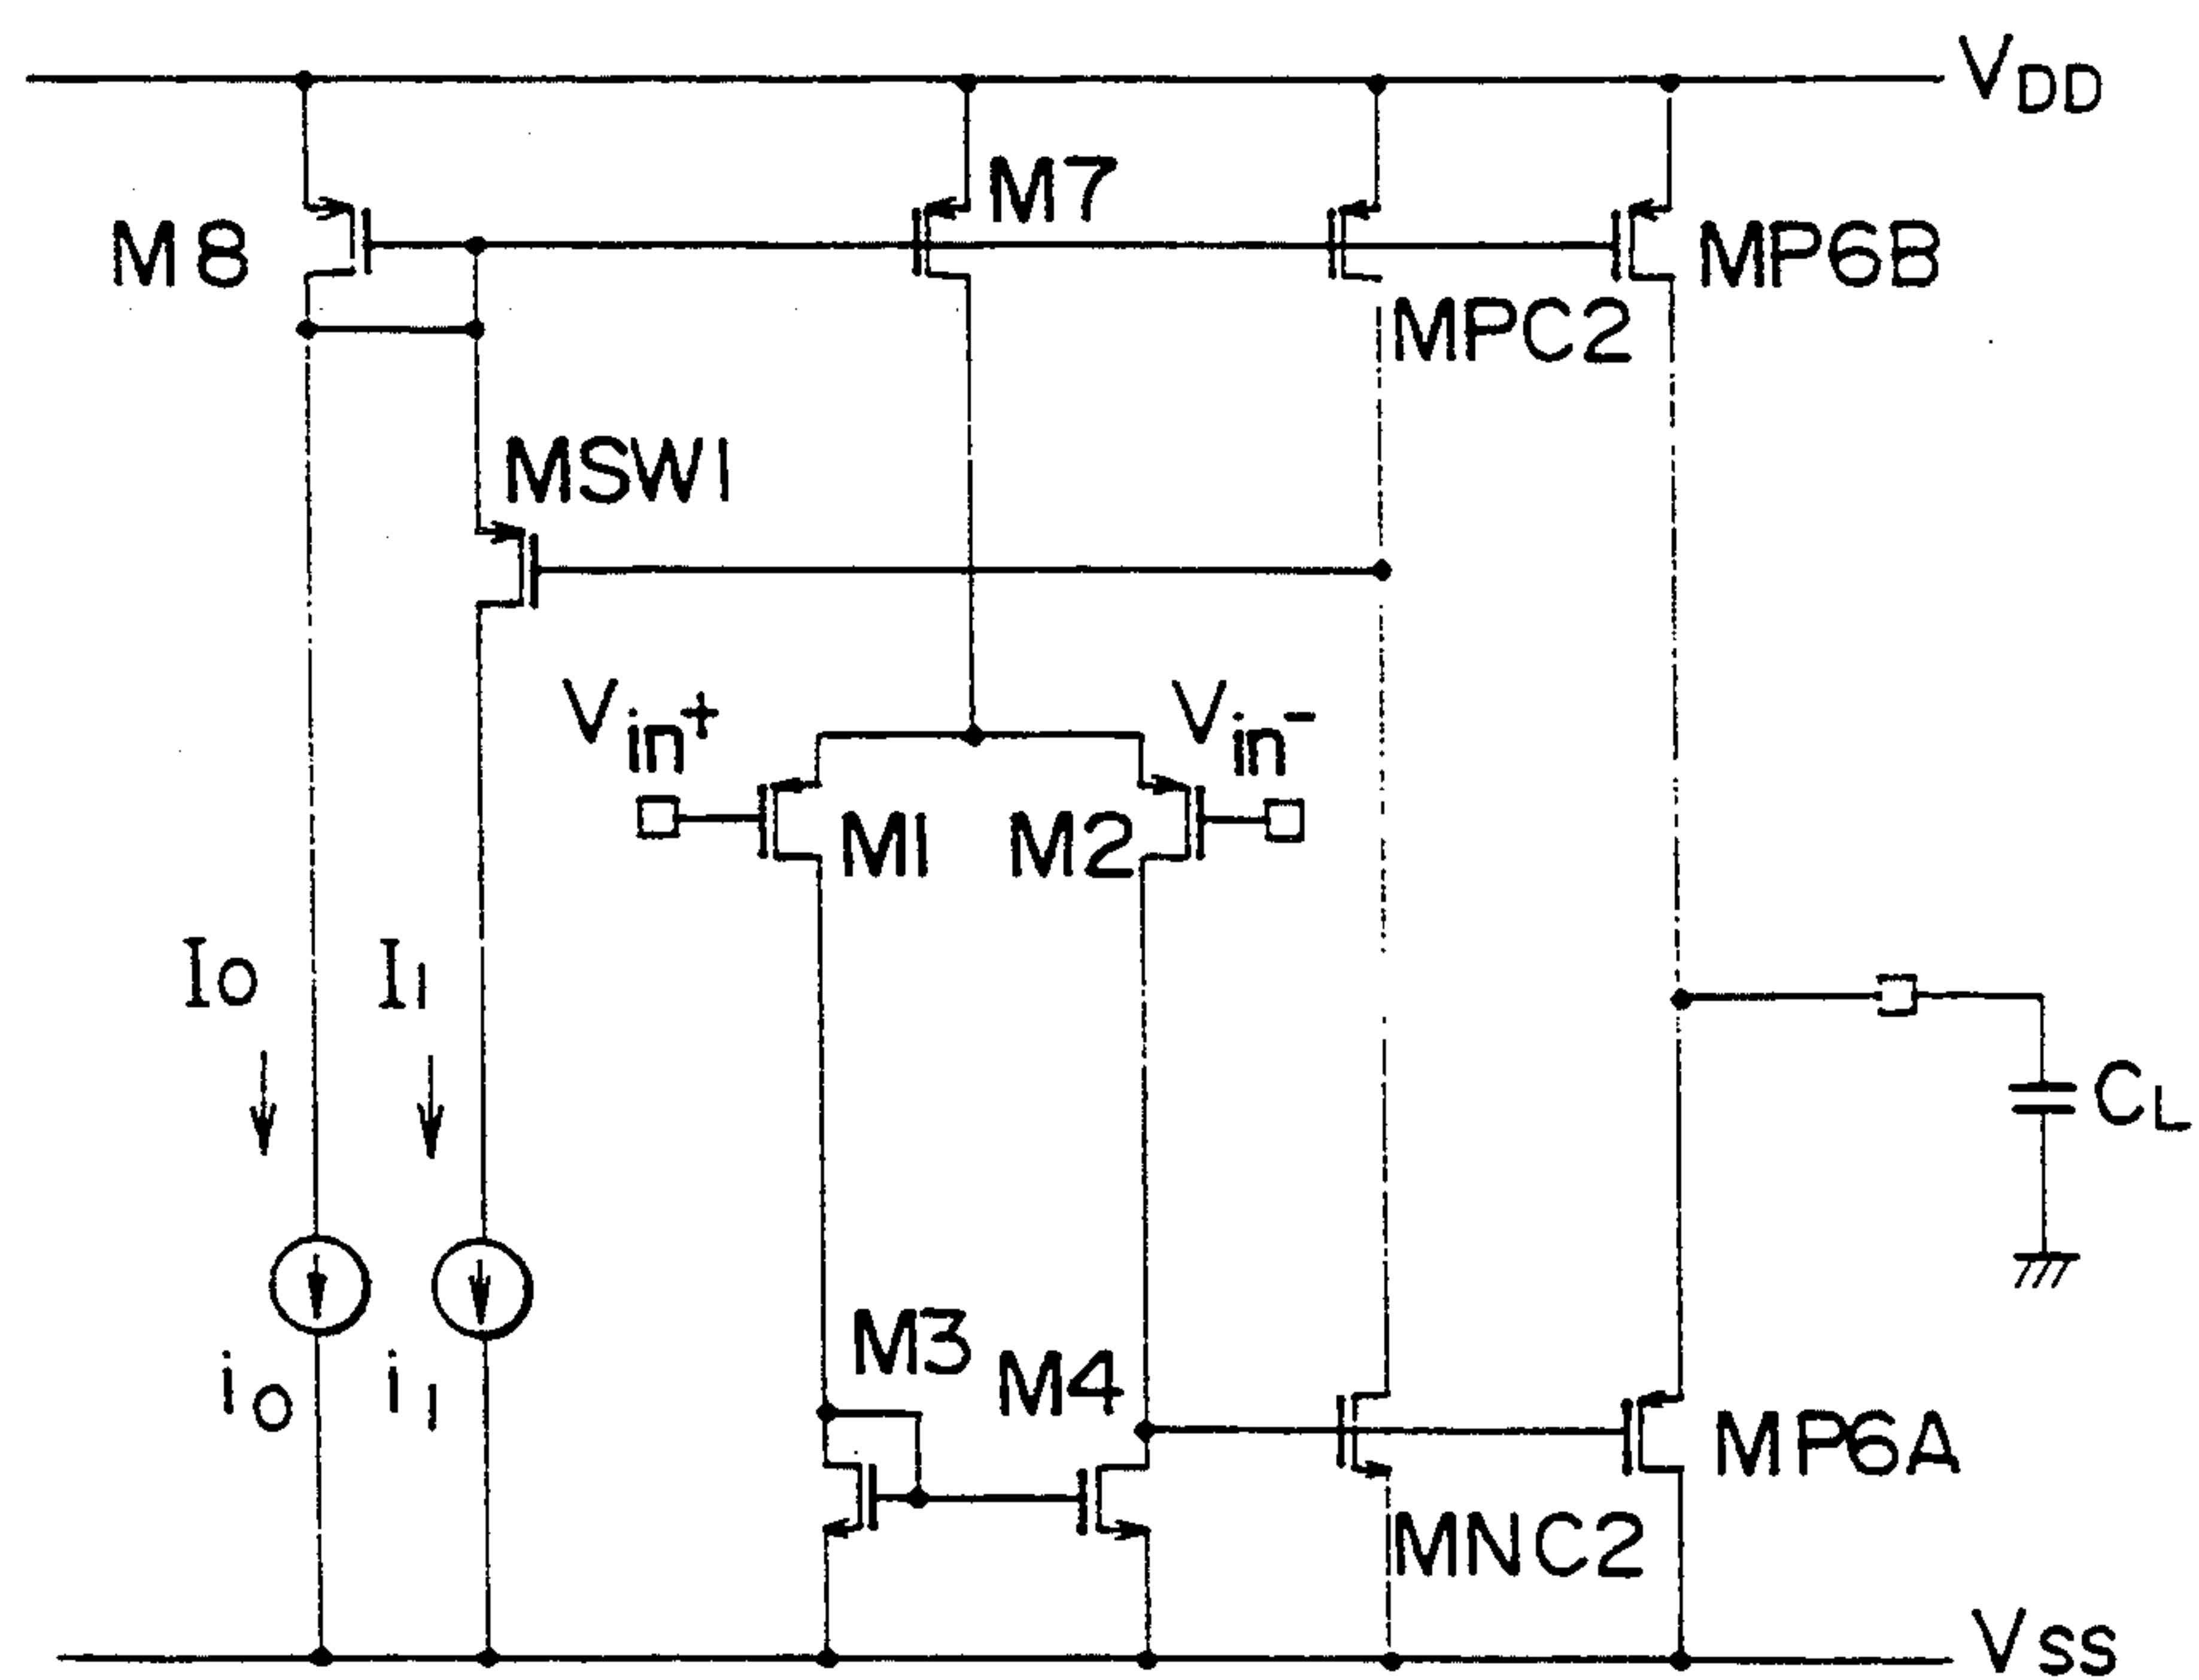 VDD
M7
M8
MP6B
MPC2
MSW1
Vin+
Vin-
M1
M2
I0
I1
CL
M3
M4
i0
i1
MP6A
MNC2
VSS